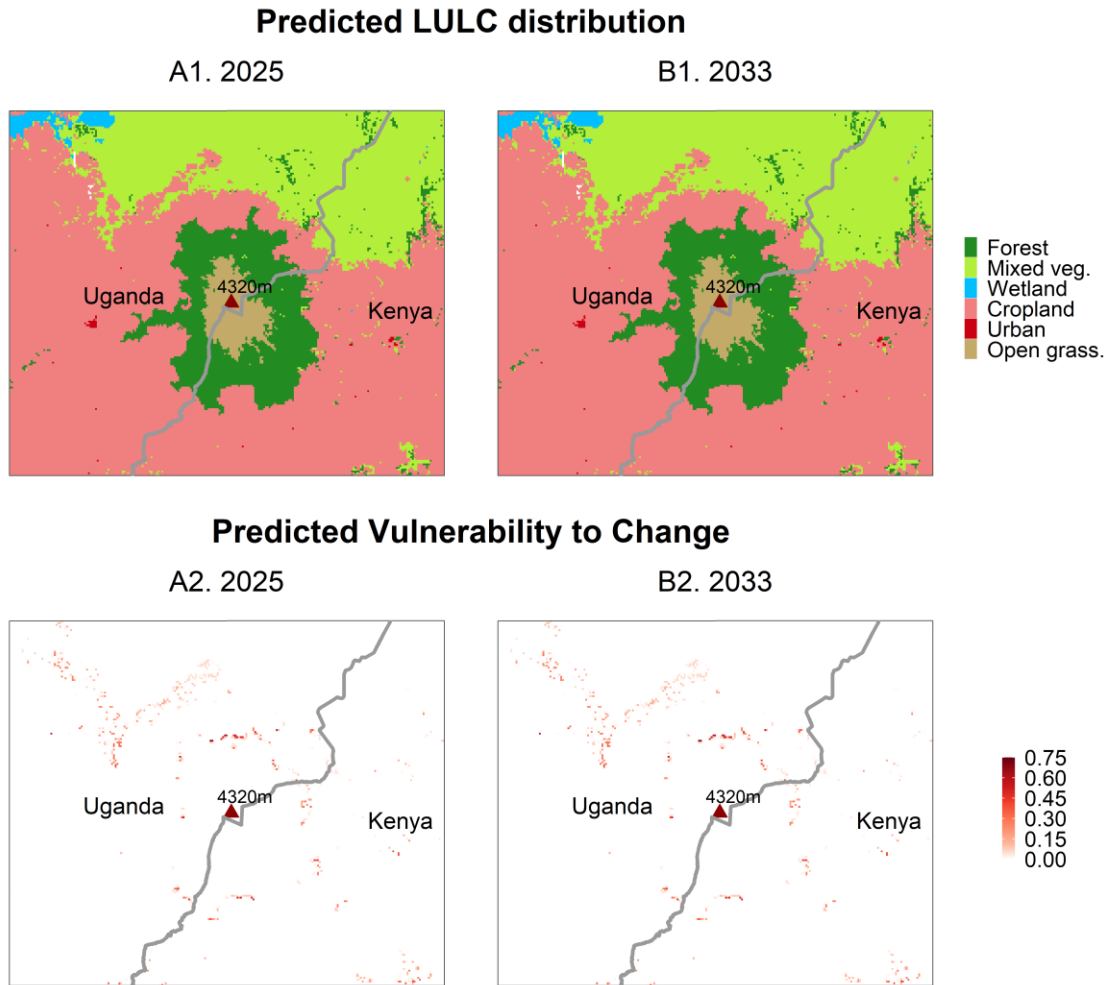 Predicted LULC distribution
A1. 2025
B1. 2033
4320m
Uganda
Kenya
4320m
Uganda
Kenya
Forest
Mixed veg.
Wetland
Cropland
Urban
Open grass.
Predicted Vulnerability to Change
A2. 2025
B2. 2033
4320m
Uganda
Kenya
4320m
Uganda
Kenya
0.75
0.60
0.45
0.30
0.15
0.00